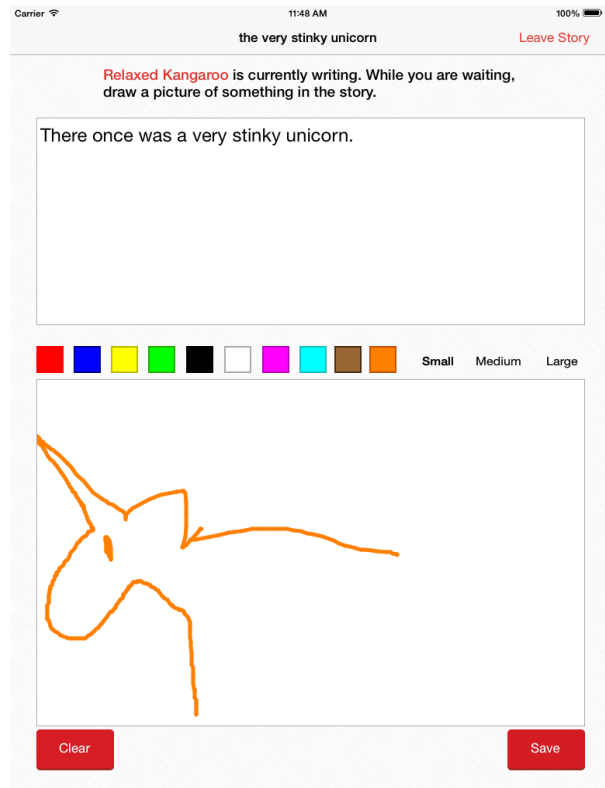 Carrier 11:48 AM 100%
the very stinky unicorn Leave Story
Relaxed Kangaroo is currently writing. While you are waiting,
draw a picture of something in the story.
There once was a very stinky unicorn.
Small Medium Large
Clear Save